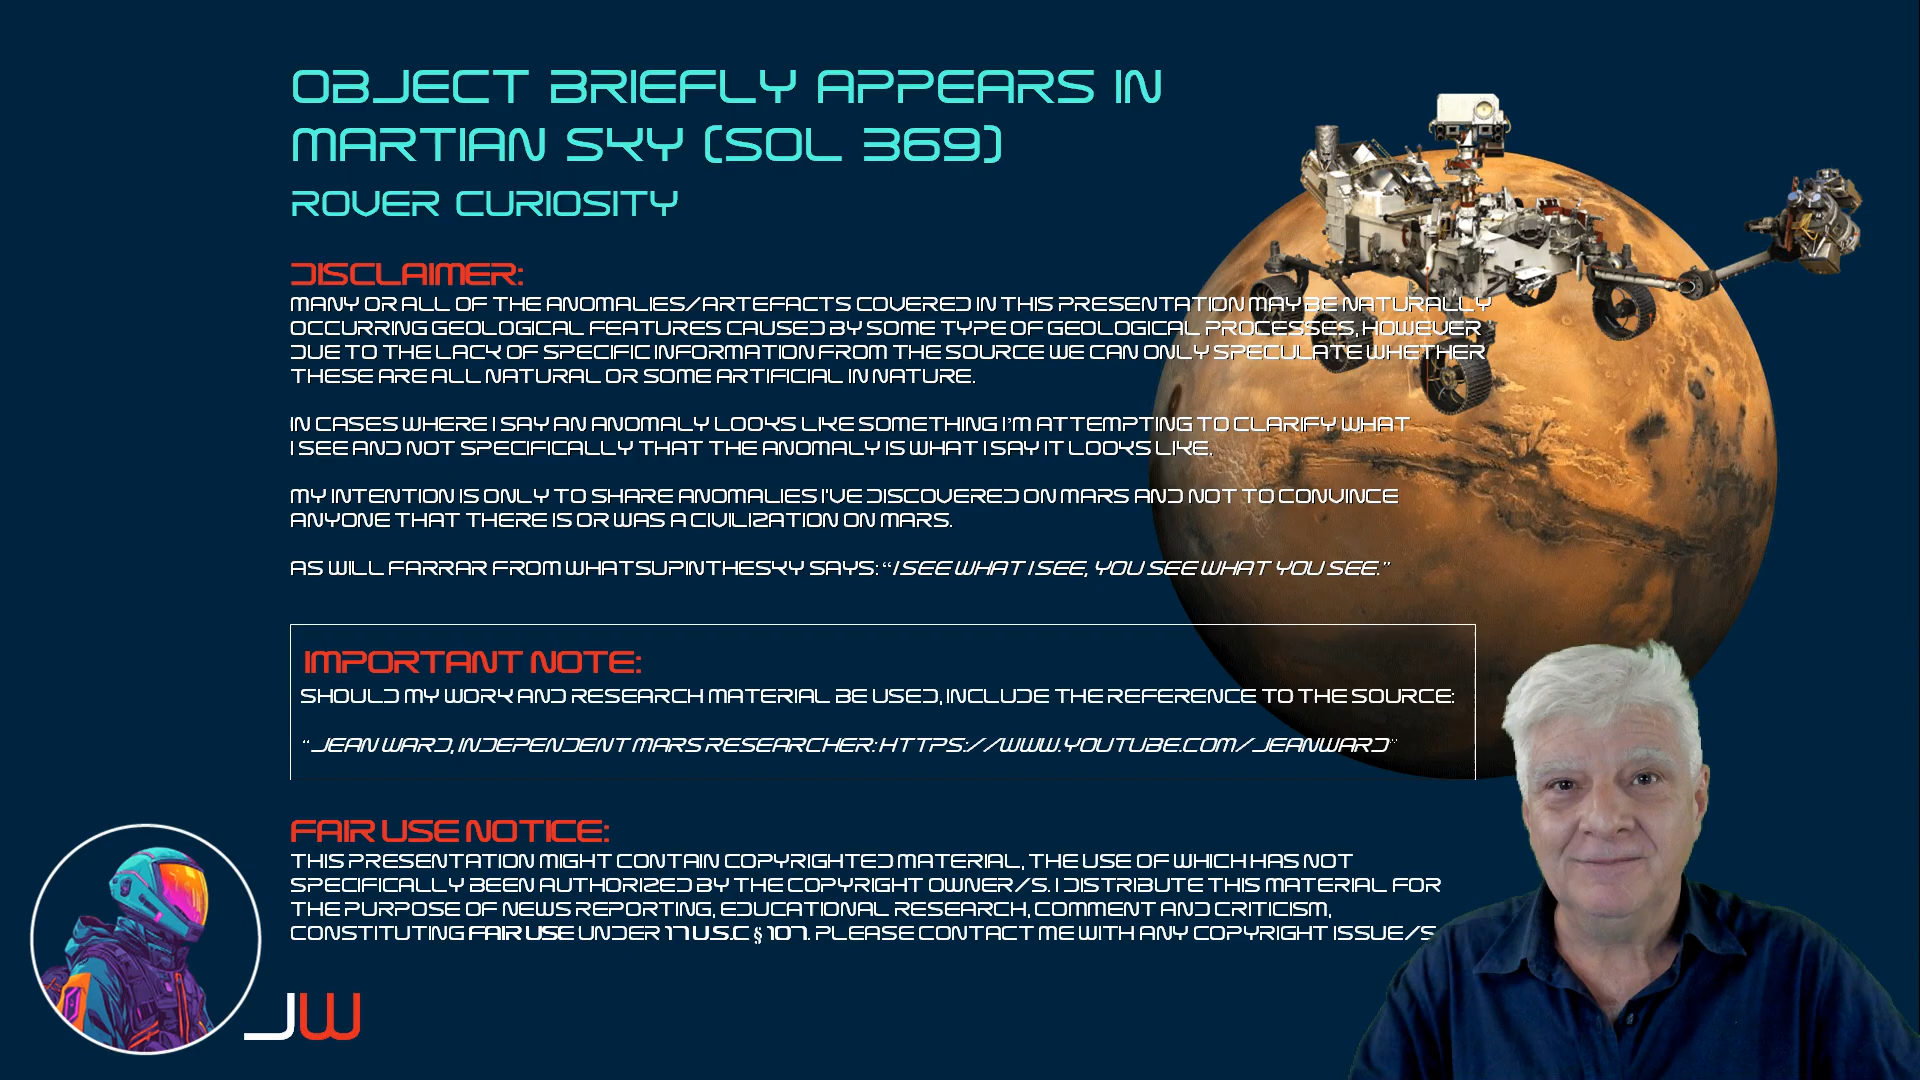 OBJECT BRIEFLY APPEARS IN
MARTIAN SKY (SOL 369)
ROVER CURIOSITY
DISCLAIMER:
MANY OR ALL OF THE ANOMALIES/ARTEFACTS COVERED IN THIS PRESENTATION MAY BE NATURALLY
OCCURRING GEOLOGICAL FEATURES CAUSED BY SOME TYPE OF GEOLOGICAL PROCESSES, HOWEVER
DUE TO THE LACK OF SPECIFIC INFORMATION FROM THE SOURCE WE CAN ONLY SPECULATE WHETHER
THESE ARE ALL NATURAL OR SOME ARTIFICIAL IN NATURE.
IN CASES WHERE I SAY AN ANOMALY LOOKS LIKE SOMETHING I'M ATTEMPTING TO CLARIFY WHAT
I SEE AND NOT SPECIFICALLY THAT THE ANOMALY IS WHAT I SAY IT LOOKS LIKE.
MY INTENTION IS ONLY TO SHARE ANOMALIES I'VE DISCOVERED ON MARS AND NOT TO CONVINCE
ANYONE THAT THERE IS OR WAS A CIVILIZATION ON MARS.
AS WILL FARRAR FROM WHATSUPINTHESKY SAYS: “I SEE WHAT I SEE, YOU SEE WHAT YOU SEE.”
IMPORTANT NOTE:
SHOULD MY WORK AND RESEARCH MATERIAL BE USED, INCLUDE THE REFERENCE TO THE SOURCE:
“JEAN WARD, INDEPENDENT MARS RESEARCHER: HTTPS://WWW.YOUTUBE.COM/JEANWARD”
FAIR USE NOTICE:
THIS PRESENTATION MIGHT CONTAIN COPYRIGHTED MATERIAL, THE USE OF WHICH HAS NOT
SPECIFICALLY BEEN AUTHORIZED BY THE COPYRIGHT OWNER/S. I DISTRIBUTE THIS MATERIAL FOR
THE PURPOSE OF NEWS REPORTING, EDUCATIONAL RESEARCH, COMMENT AND CRITICISM,
CONSTITUTING FAIR USE UNDER 17 U.S.C § 107. PLEASE CONTACT ME WITH ANY COPYRIGHT ISSUE/S
JW